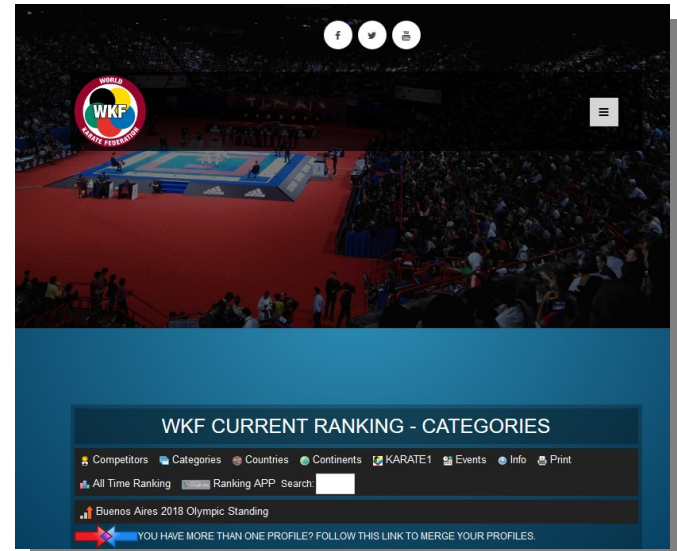 WORLD
WKF
KARATE FEDERATION
WKF CURRENT RANKING - CATEGORIES
Competitors Categories Countries Continents KARATE1 Events Info Print
All Time Ranking Ranking APP Search:
Buenos Aires 2018 Olympic Standing
YOU HAVE MORE THAN ONE PROFILE? FOLLOW THIS LINK TO MERGE YOUR PROFILES.